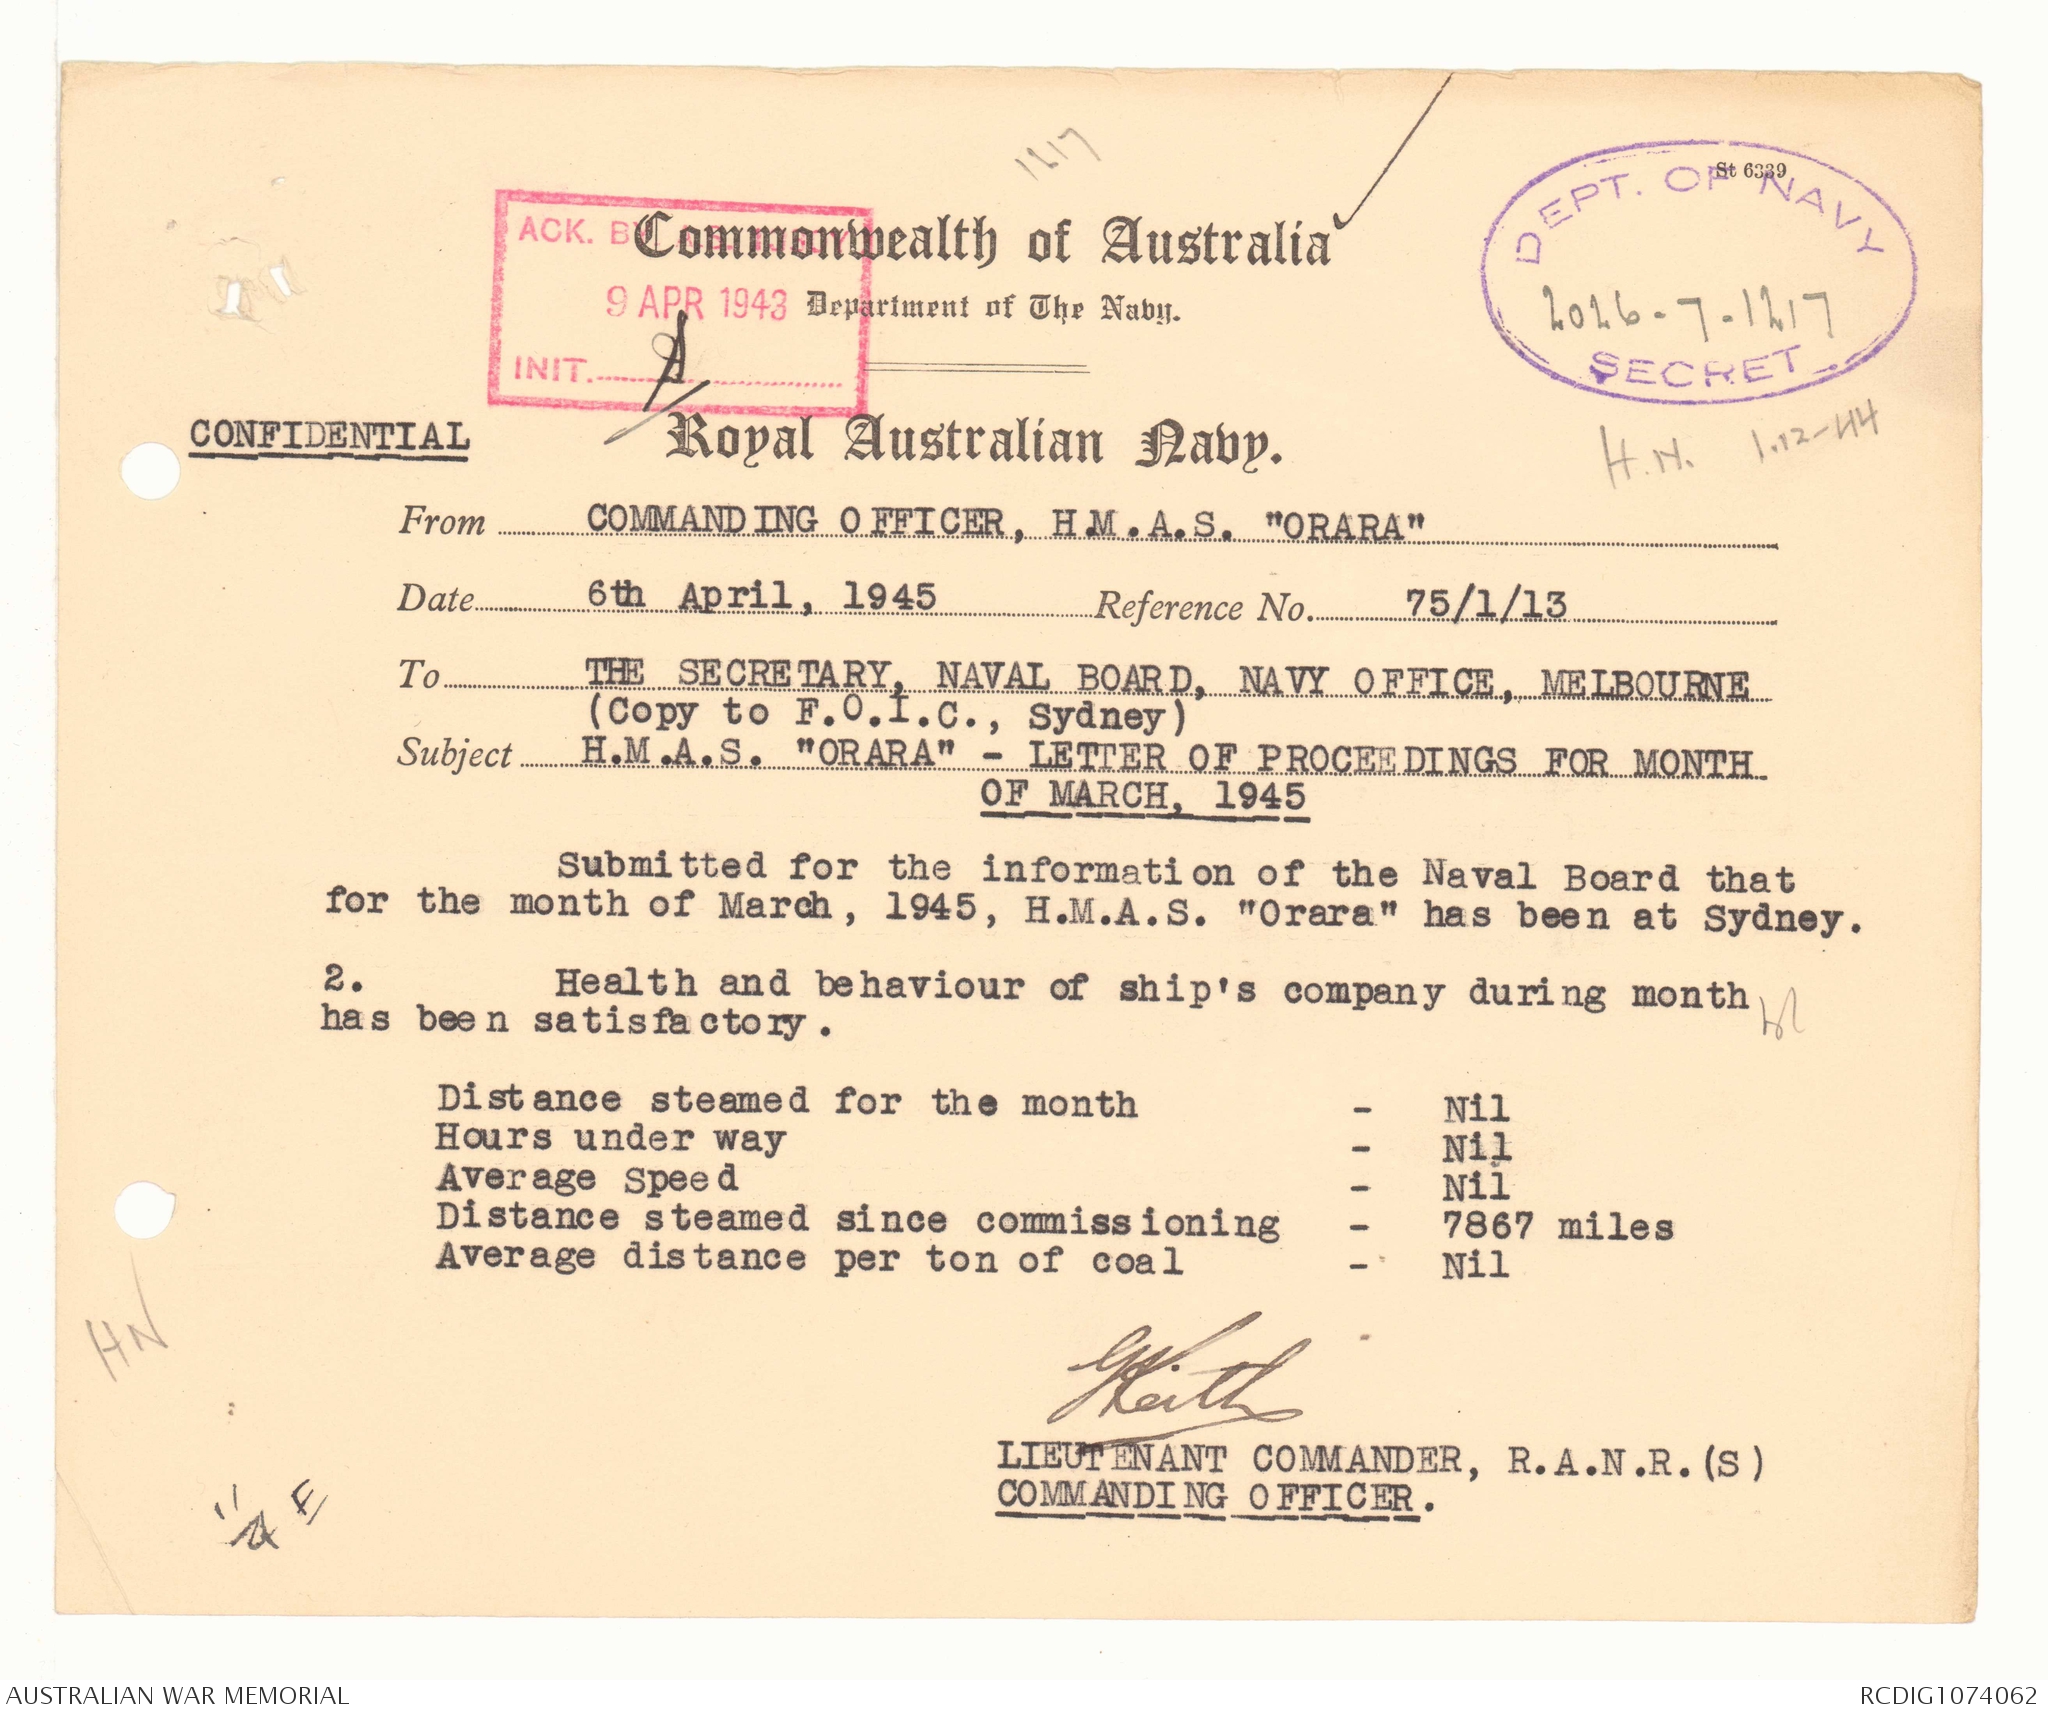 1217
St 6339
DEPT. OF NAVY
2026-7-1217
SECRET
H.N. 1.12-44
ACK. BY
9 APR 1943
INIT.
Commonwealth of Australia
Department of The Navy.
CONFIDENTIAL
Royal Australian Navy.
From COMMANDING OFFICER, H.M.A.S. "ORARA"
Date 6th April, 1945 Reference No. 75/1/13
To THE SECRETARY, NAVAL BOARD, NAVY OFFICE, MELBOURNE
(Copy to F.O.I.C., Sydney)
Subject H.M.A.S. "ORARA" - LETTER OF PROCEEDINGS FOR MONTH
OF MARCH, 1945
Submitted for the information of the Naval Board that
for the month of March, 1945, H.M.A.S. "Orara" has been at Sydney.
2. Health and behaviour of ship's company during month
has been satisfactory.
Distance steamed for the month - Nil
Hours under way - Nil
Average Speed - Nil
Distance steamed since commissioning - 7867 miles
Average distance per ton of coal - Nil
HN
GKeith
LIEUTENANT COMMANDER, R.A.N.R.(S)
COMMANDING OFFICER.
AUSTRALIAN WAR MEMORIAL
RCDIG1074062